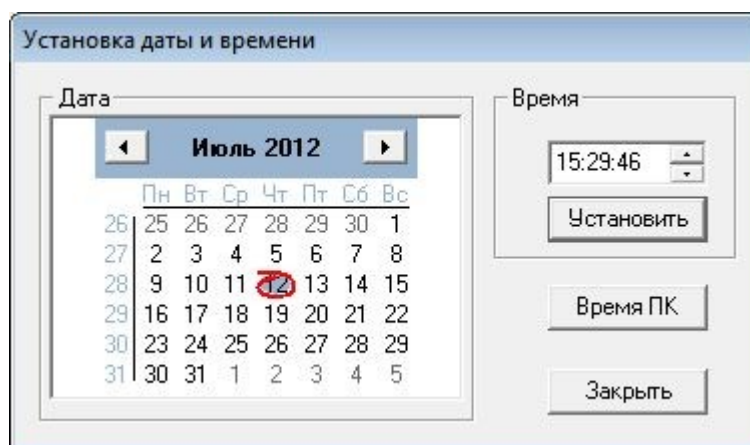 Установка даты и времени
Дата
Июль 2012
Пн Вт Ср Чт Пт Сб Вс
26 25 26 27 28 29 30 1
27 2 3 4 5 6 7 8
28 9 10 11 12 13 14 15
29 16 17 18 19 20 21 22
30 23 24 25 26 27 28 29
31 30 31 1 2 3 4 5
Время
15:29:46
Установить
Время ПК
Закрыть